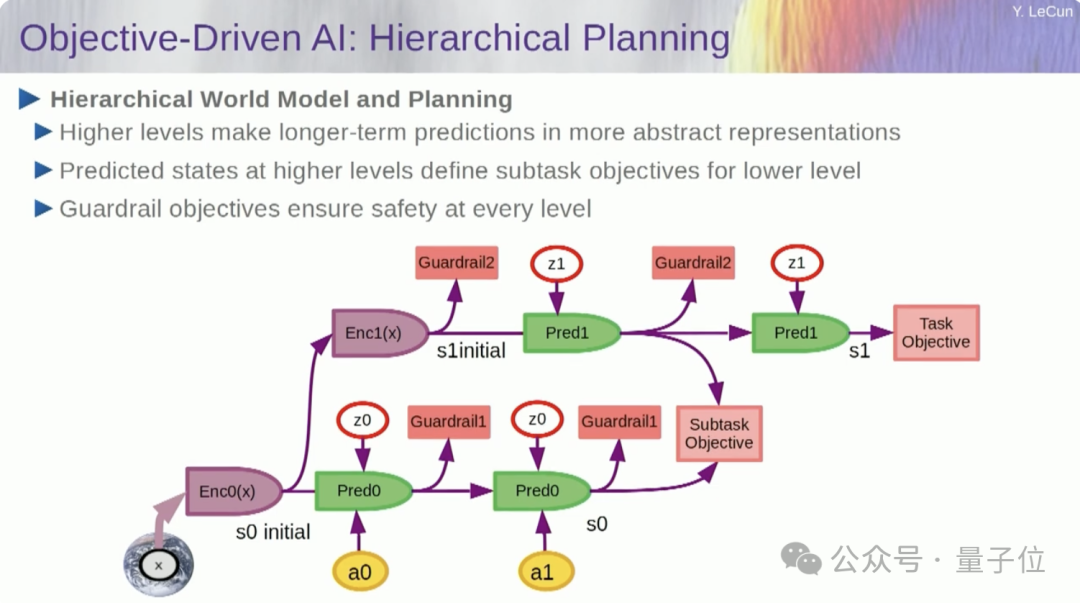 Y. LeCun
Objective-Driven AI: Hierarchical Planning
Hierarchical World Model and Planning
Higher levels make longer-term predictions in more abstract representations
Predicted states at higher levels define subtask objectives for lower level
Guardrail objectives ensure safety at every level
Guardrail2
z1
Guardrail2
z1
Enc1(x)
s1initial
Pred1
Pred1
s1
Task
Objective
z0
Guardrail1
z0
Guardrail1
Subtask
Objective
Enc0(x)
s0 initial
Pred0
Pred0
s0
x
a0
a1
公众号 · 量子位